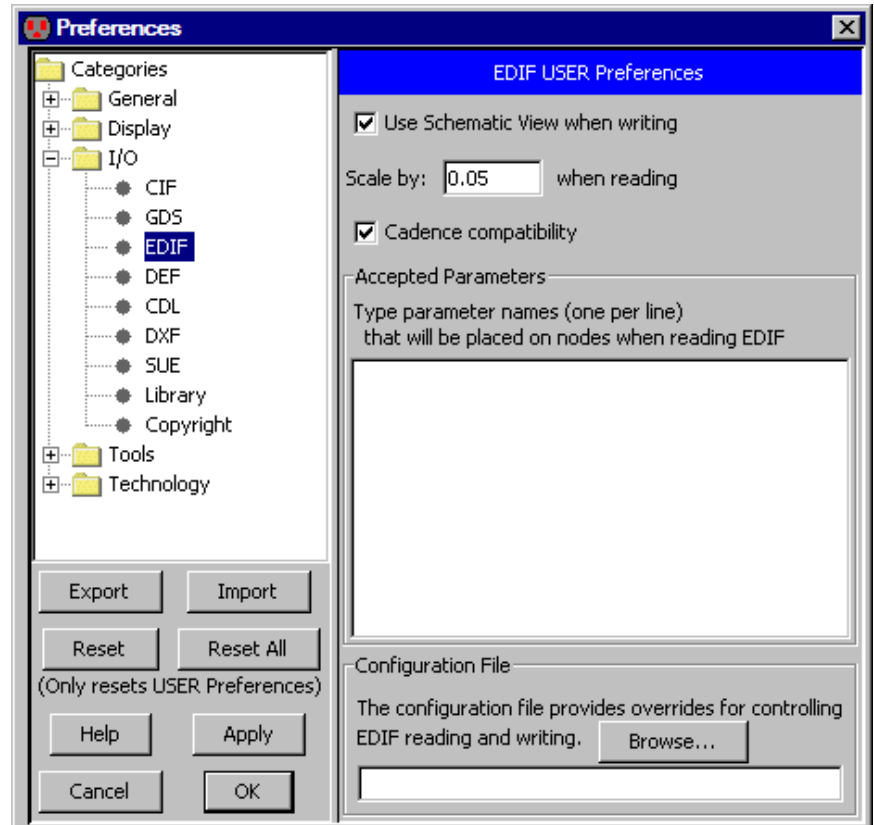 Preferences
Categories
General
Display
I/O
CIF
GDS
EDIF
DEF
CDL
DXF
SUE
Library
Copyright
Tools
Technology
Export Import
Reset Reset All
(Only resets USER Preferences)
Help Apply
Cancel OK
EDIF USER Preferences
Use Schematic View when writing
Scale by: 0.05 when reading
Cadence compatibility
Accepted Parameters
Type parameter names (one per line)
that will be placed on nodes when reading EDIF
Configuration File
The configuration file provides overrides for controlling
EDIF reading and writing. Browse...